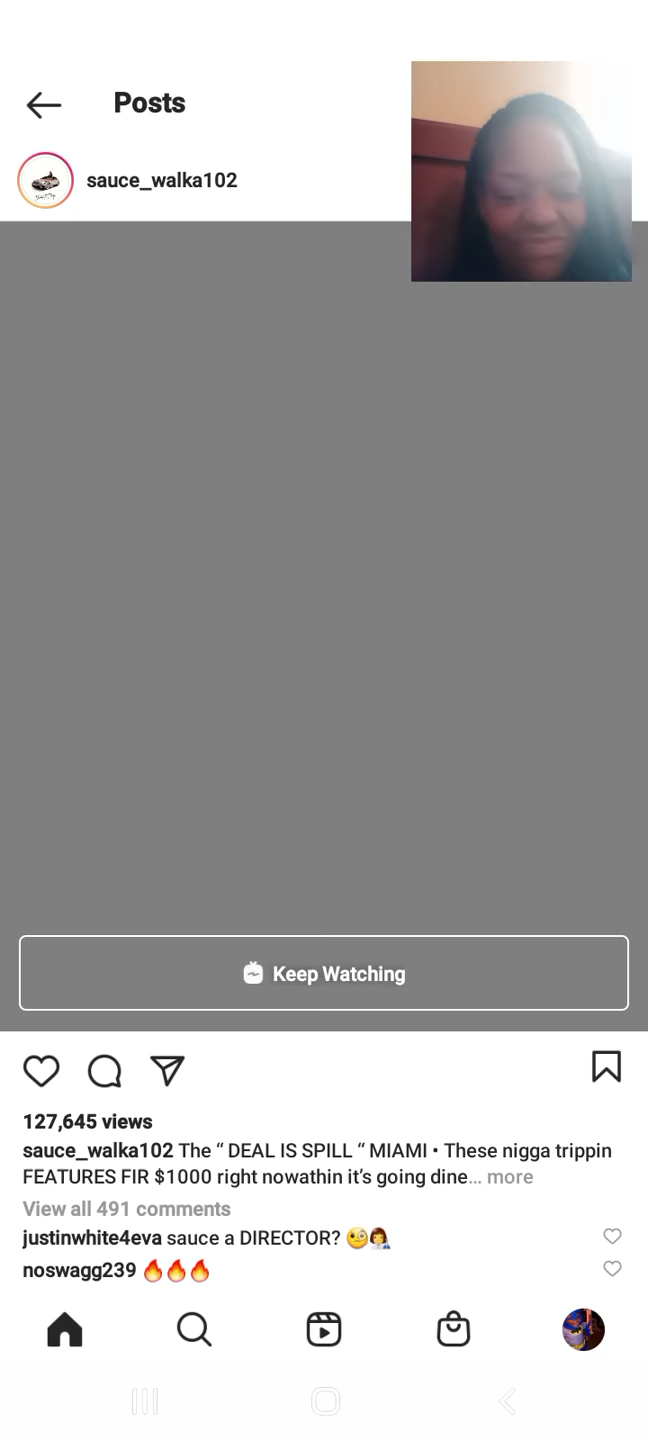 Posts
sauce_walka102
Keep Watching
127,645 views
sauce_walka102 The “ DEAL IS SPILL “ MIAMI • These nigga trippin
FEATURES FIR $1000 right nowathin it’s going dine… more
View all 491 comments
justinwhite4eva sauce a DIRECTOR? 🧐👩‍🎨
noswagg239 🔥🔥🔥